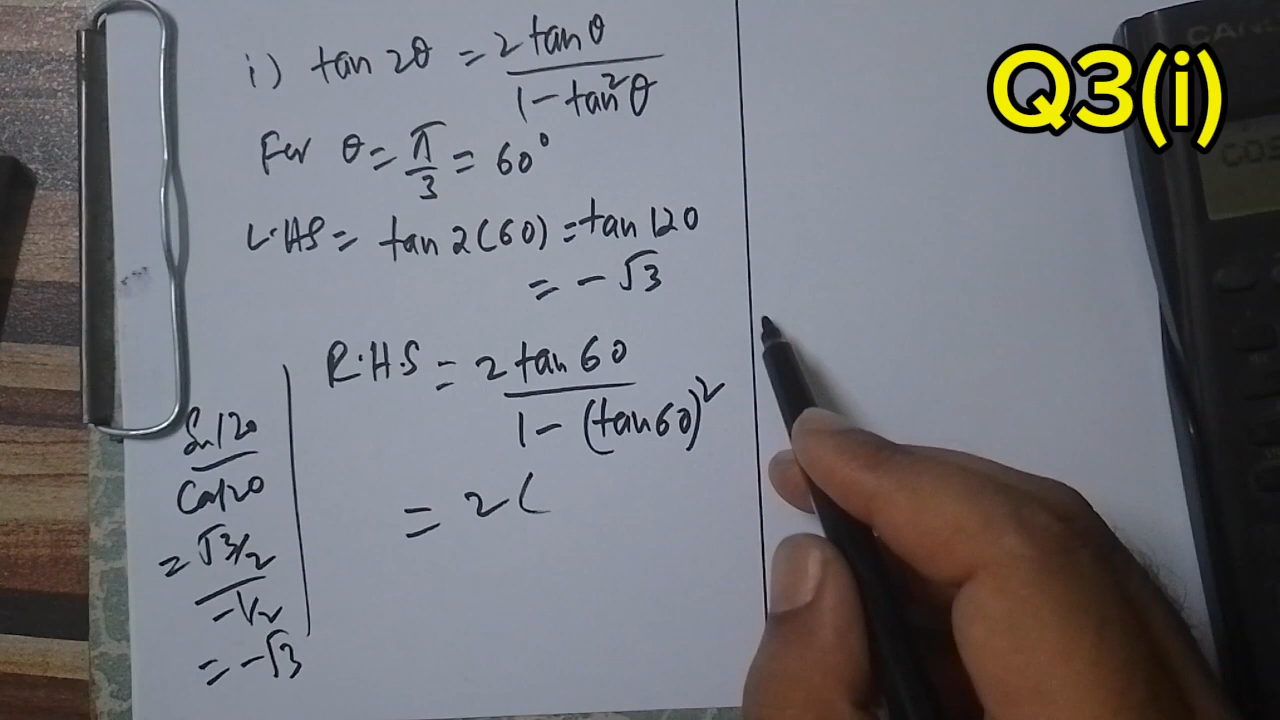 Q3(i)
i) tan 2θ = 2 tan θ / 1 - tan²θ
For θ = π/3 = 60°
L.HS = tan 2(60) = tan 120
= - √3
R.H.S = 2 tan 60 / 1 - (tan 60)²
= 2 (
Sin120 / Cos120
= √3/2 / -1/2
= -√3